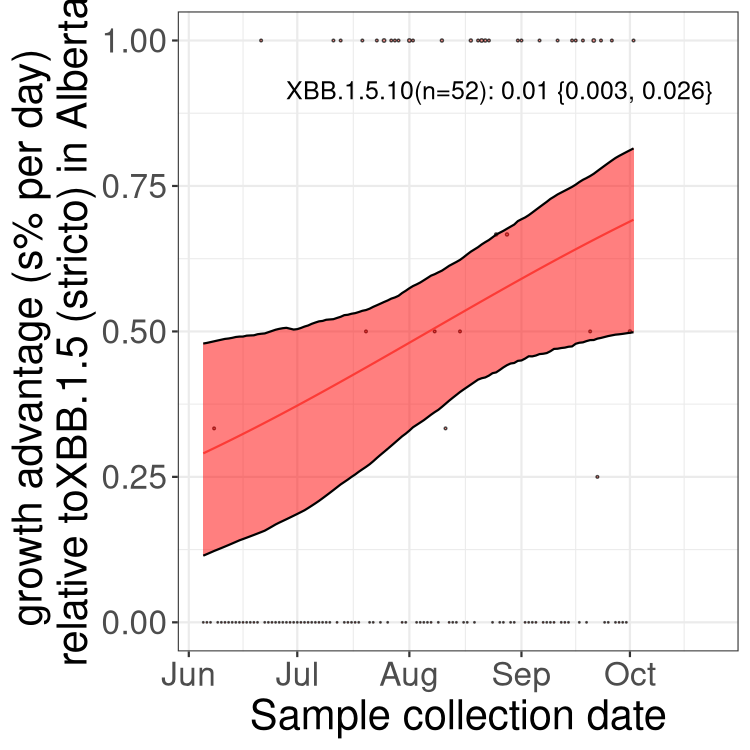 growth advantage (s% per day)
relative toXBB.1.5 (stricto) in Alberta
1.00
0.75
0.50
0.25
0.00
XBB.1.5.10(n=52): 0.01 {0.003, 0.026}
Jun Jul Aug Sep Oct
Sample collection date